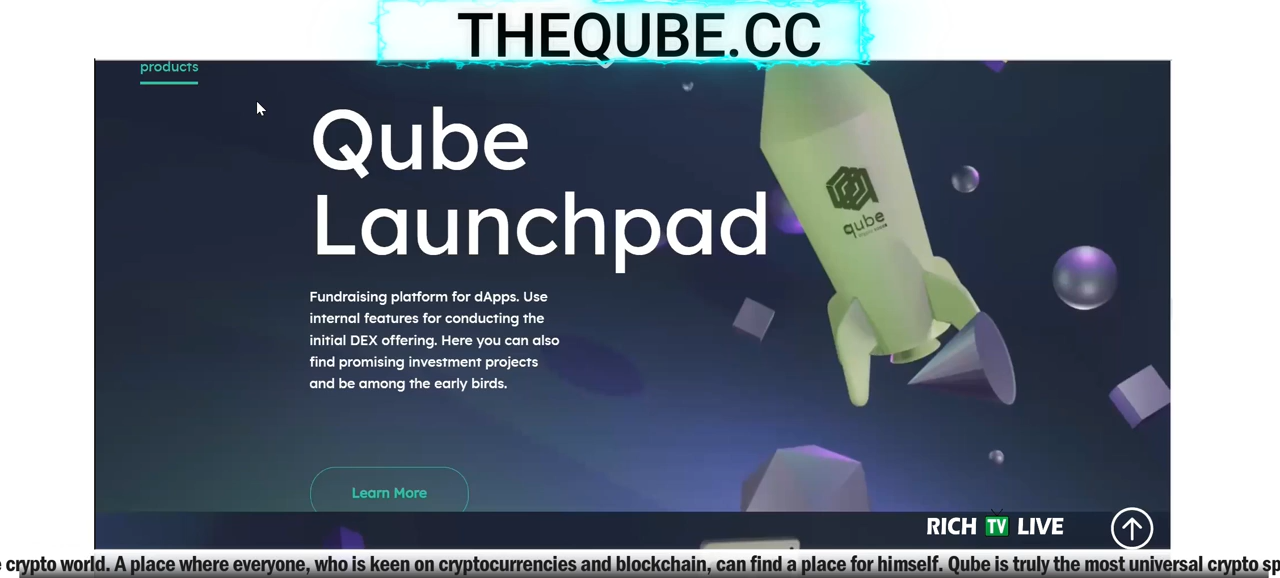 THEQUBE.CC
products
Qube
Launchpad
qube
Fundraising platform for dApps. Use
internal features for conducting the
initial DEX offering. Here you can also
find promising investment projects
and be among the early birds.
Learn More
RICH TV LIVE
crypto world. A place where everyone, who is keen on cryptocurrencies and blockchain, can find a place for himself. Qube is truly the most universal crypto sp